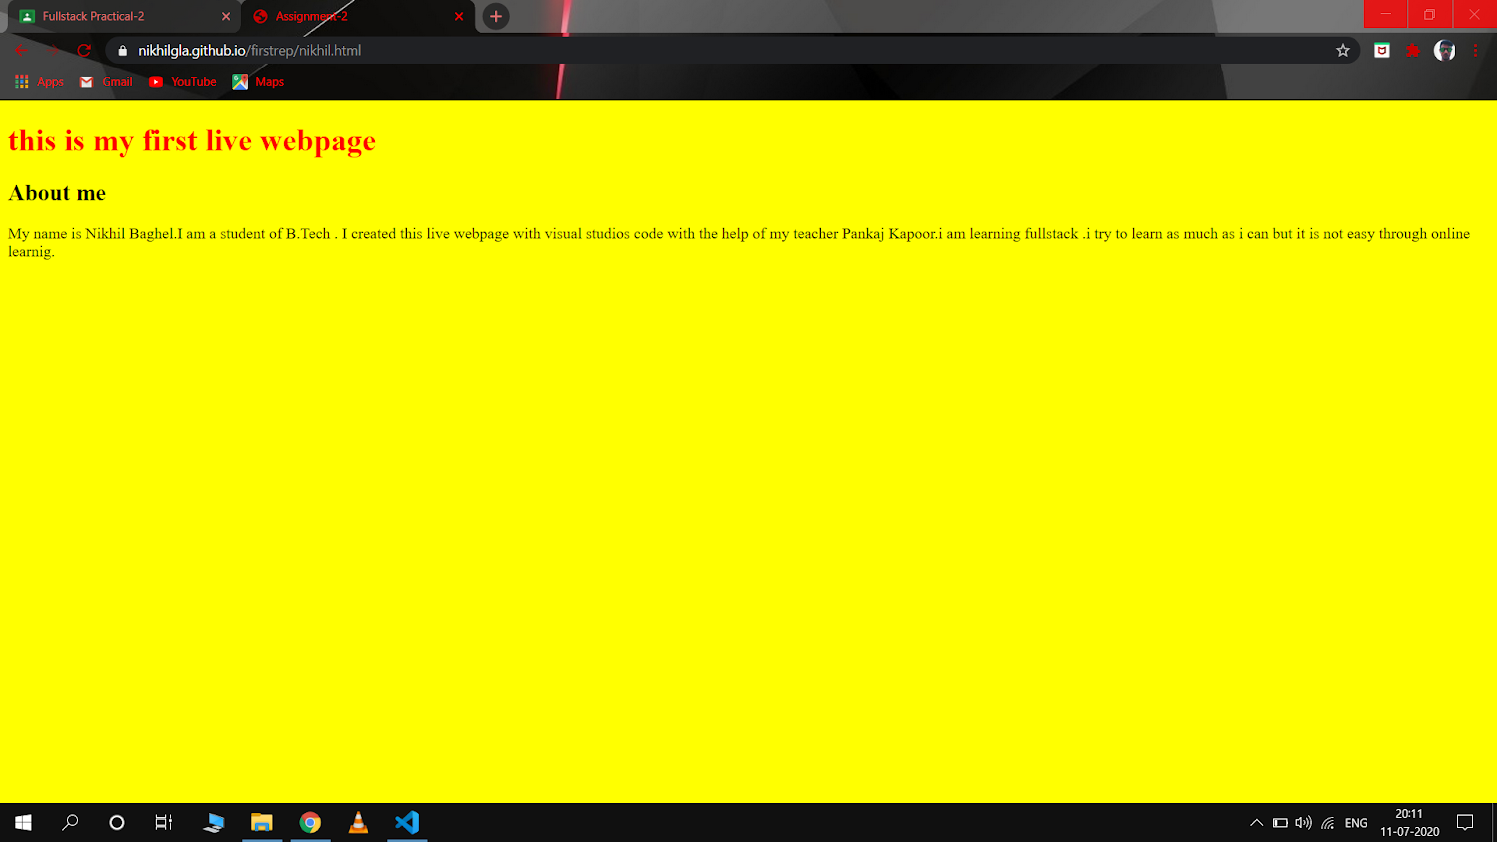 Fullstack Practical-2
Assignment-2
nikhilgla.github.io/firstrep/nikhil.html
Apps Gmail YouTube Maps
this is my first live webpage
About me
My name is Nikhil Baghel.I am a student of B.Tech . I created this live webpage with visual studios code with the help of my teacher Pankaj Kapoor.i am learning fullstack .i try to learn as much as i can but it is not easy through online
learnig.
ENG
20:11
11-07-2020